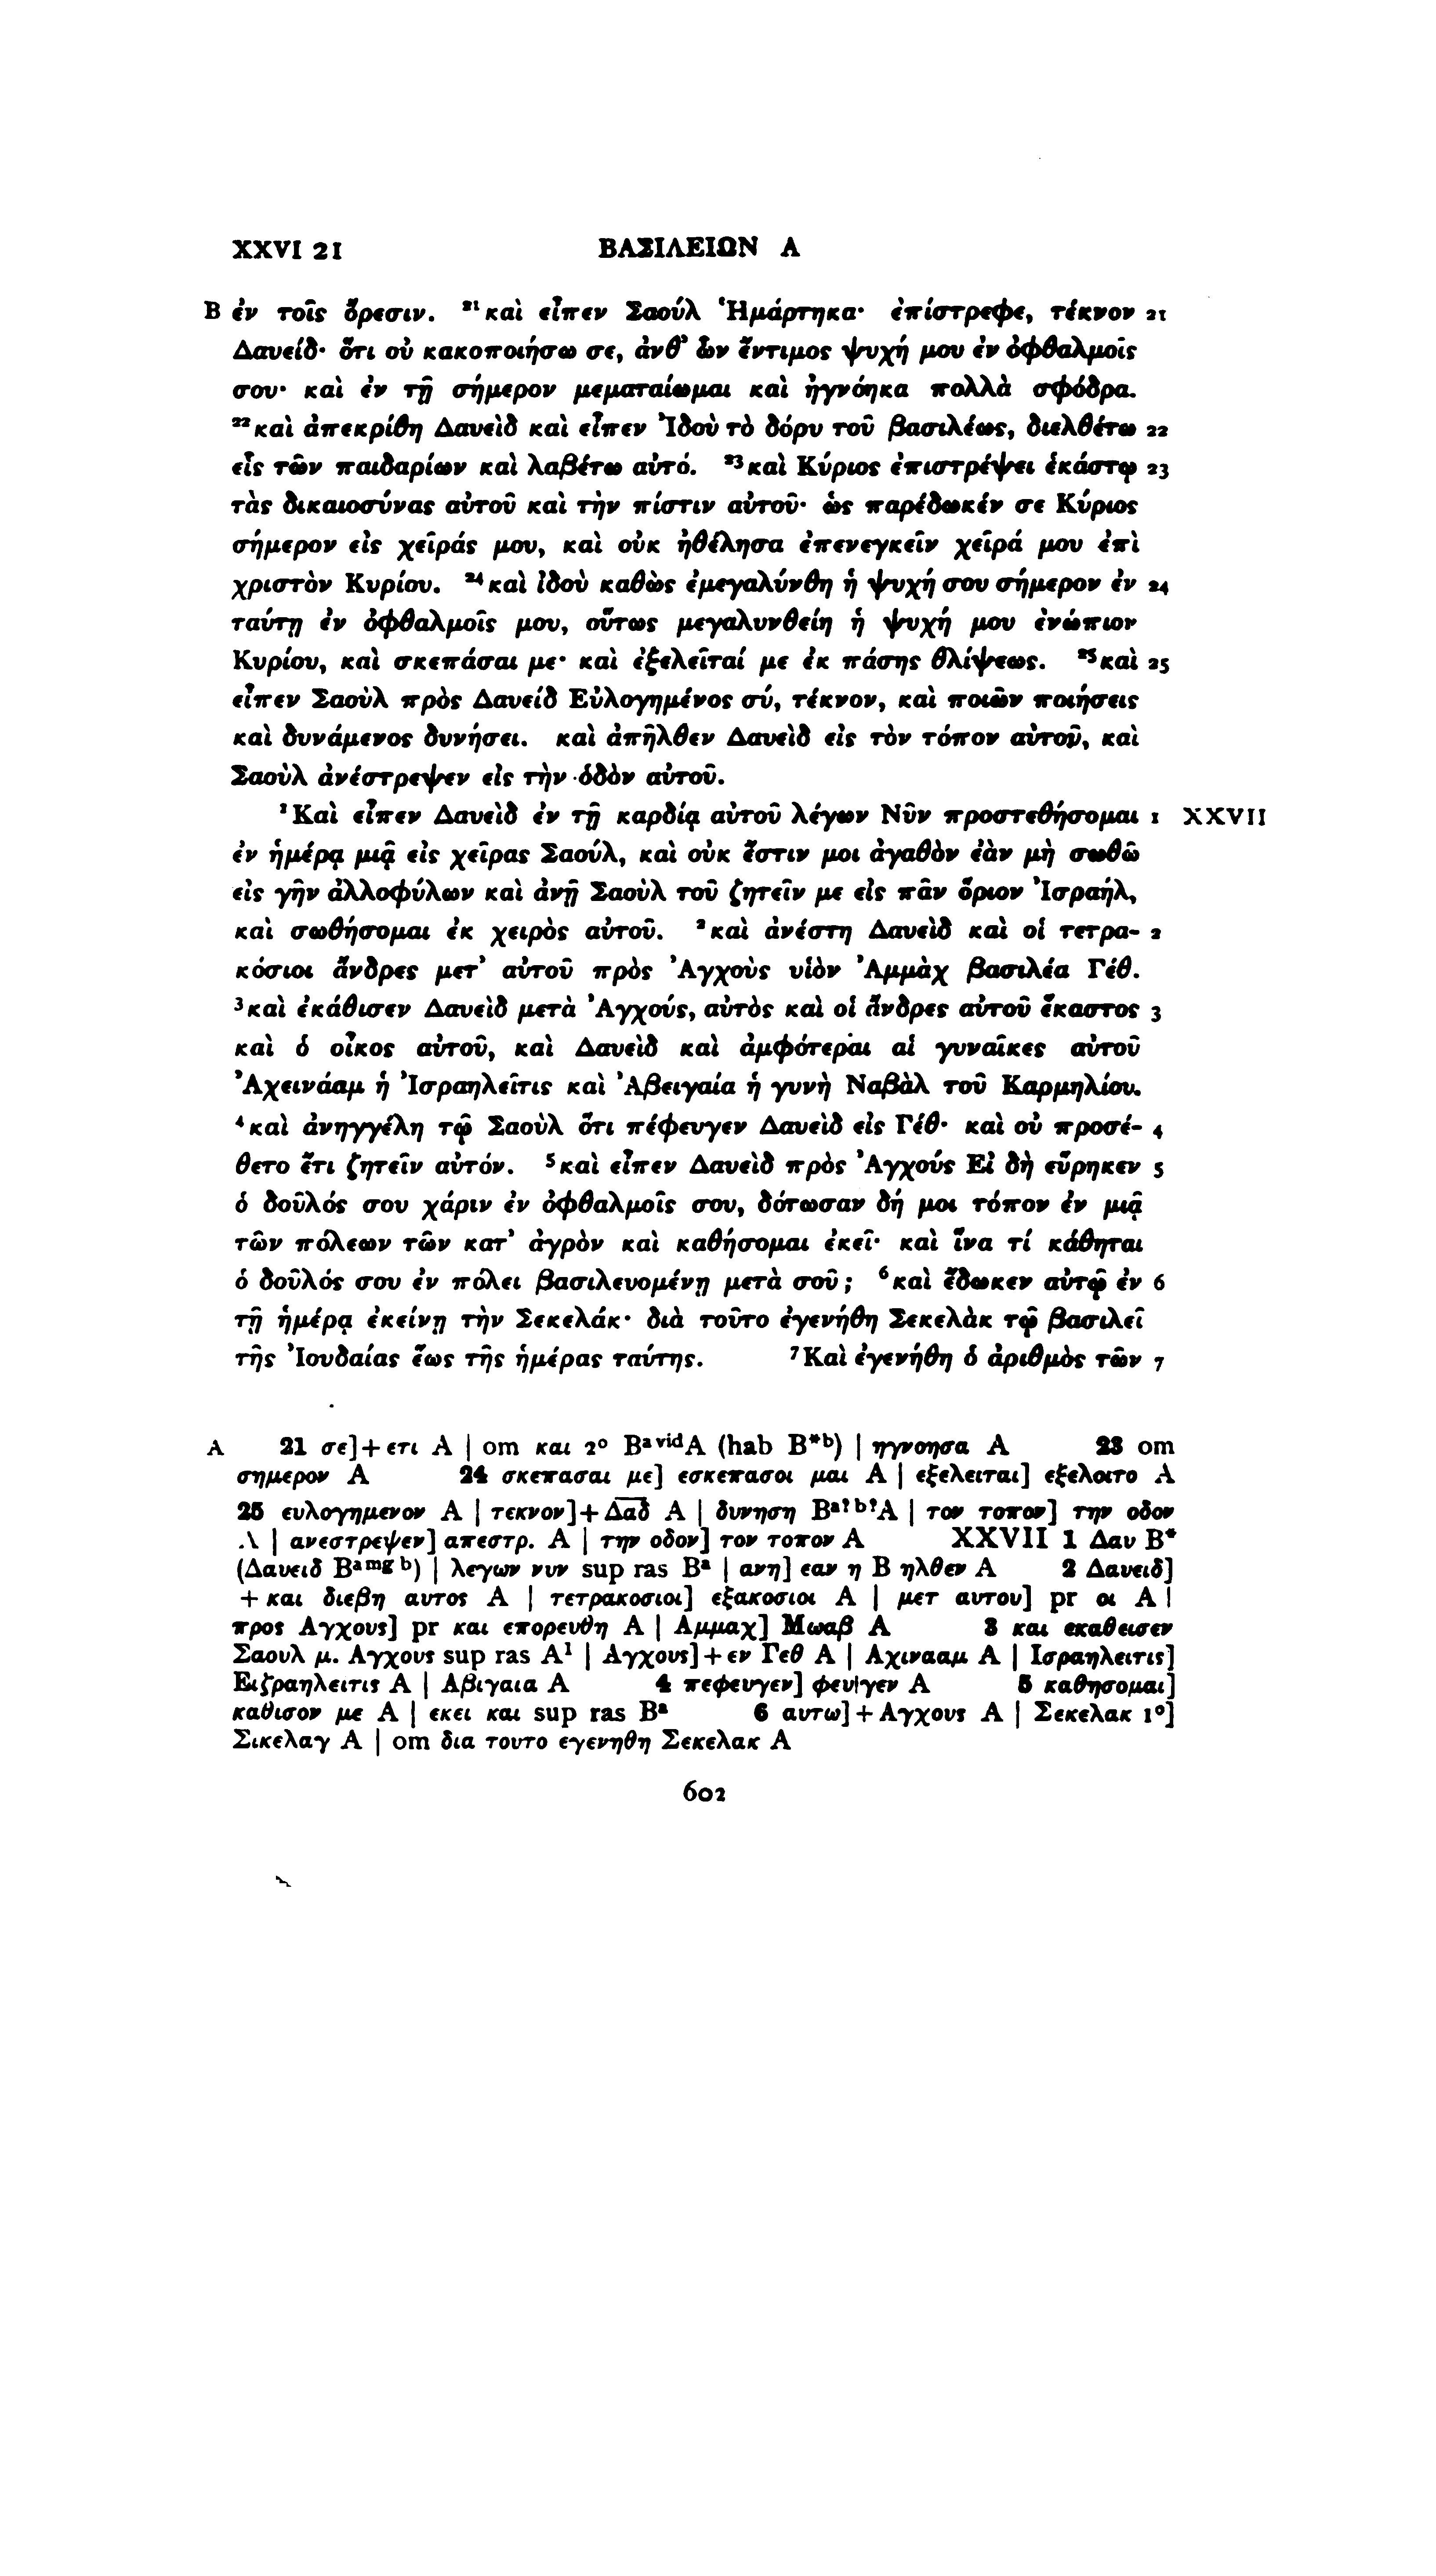 XXVI 21 ΒΑΣΙΛΕΙΩΝ Α
B ἐν τοῖς ὄρεσιν. ²¹καὶ εἶπεν Σαούλ Ἡμάρτηκα· ἐπίστρεφε, τέκνον 21
Δαυείδ· ὅτι οὐ κακοποιήσω σε, ἀνθ' ὧν ἔντιμος ψυχή μου ἐν ὀφθαλμοῖς
σου· καὶ ἐν τῇ σήμερον μεματαίωμαι καὶ ἠγνόηκα πολλὰ σφόδρα.
²²καὶ ἀπεκρίθη Δαυεὶδ καὶ εἶπεν Ἰδοὺ τὸ δόρυ τοῦ βασιλέως, διελθέτω 22
εἷς τῶν παιδαρίων καὶ λαβέτω αὐτό. ²³καὶ Κύριος ἐπιστρέψει ἑκάστῳ 23
τὰς δικαιοσύνας αὐτοῦ καὶ τὴν πίστιν αὐτοῦ· ὡς παρέδωκέν σε Κύριος
σήμερον εἰς χεῖράς μου, καὶ οὐκ ἠθέλησα ἐπενεγκεῖν χεῖρά μου ἐπὶ
χριστὸν Κυρίου. ²⁴καὶ ἰδοὺ καθὼς ἐμεγαλύνθη ἡ ψυχή σου σήμερον ἐν 24
ταύτῃ ἐν ὀφθαλμοῖς μου, οὕτως μεγαλυνθείη ἡ ψυχή μου ἐνώπιον
Κυρίου, καὶ σκεπάσαι με· καὶ ἐξελεῖταί με ἐκ πάσης θλίψεως. ²⁵καὶ 25
εἶπεν Σαοὺλ πρὸς Δαυείδ Εὐλογημένος σύ, τέκνον, καὶ ποιῶν ποιήσεις
καὶ δυνάμενος δυνήσει. καὶ ἀπῆλθεν Δαυεὶδ εἰς τὸν τόπον αὐτοῦ, καὶ
Σαοὺλ ἀνέστρεψεν εἰς τὴν ὁδὸν αὐτοῦ.
¹Καὶ εἶπεν Δαυεὶδ ἐν τῇ καρδίᾳ αὐτοῦ λέγων Νῦν προστεθήσομαι 1 XXVII
ἐν ἡμέρᾳ μιᾷ εἰς χεῖρας Σαούλ, καὶ οὐκ ἔστιν μοι ἀγαθὸν ἐὰν μὴ σωθῶ
εἰς γῆν ἀλλοφύλων καὶ ἀνῇ Σαοὺλ τοῦ ζητεῖν με εἰς πᾶν ὅριον Ἰσραήλ,
καὶ σωθήσομαι ἐκ χειρὸς αὐτοῦ. ²καὶ ἀνέστη Δαυεὶδ καὶ οἱ τετρα- 2
κόσιοι ἄνδρες μετ' αὐτοῦ πρὸς Ἀγχοὺς υἱὸν Ἀμμὰχ βασιλέα Γέθ.
³καὶ ἐκάθισεν Δαυεὶδ μετὰ Ἀγχούς, αὐτὸς καὶ οἱ ἄνδρες αὐτοῦ ἕκαστος 3
καὶ ὁ οἶκος αὐτοῦ, καὶ Δαυεὶδ καὶ ἀμφότεραι αἱ γυναῖκες αὐτοῦ
Ἀχεινάαμ ἡ Ἰσραηλεῖτις καὶ Ἀβειγαία ἡ γυνὴ Ναβὰλ τοῦ Καρμηλίου.
⁴καὶ ἀνηγγέλη τῷ Σαοὺλ ὅτι πέφευγεν Δαυεὶδ εἰς Γέθ· καὶ οὐ προσέ- 4
θετο ἔτι ζητεῖν αὐτόν. ⁵καὶ εἶπεν Δαυεὶδ πρὸς Ἀγχούς Εἰ δὴ εὕρηκεν 5
ὁ δοῦλός σου χάριν ἐν ὀφθαλμοῖς σου, δότωσαν δή μοι τόπον ἐν μιᾷ
τῶν πόλεων τῶν κατ' ἀγρὸν καὶ καθήσομαι ἐκεῖ· καὶ ἵνα τί κάθηται
ὁ δοῦλός σου ἐν πόλει βασιλευομένῃ μετὰ σοῦ; ⁶καὶ ἔδωκεν αὐτῷ ἐν 6
τῇ ἡμέρᾳ ἐκείνῃ τὴν Σεκελάκ· διὰ τοῦτο ἐγενήθη Σεκελὰκ τῷ βασιλεῖ
τῆς Ἰουδαίας ἕως τῆς ἡμέρας ταύτης. ⁷Καὶ ἐγενήθη ὁ ἀριθμὸς τῶν 7
A 21 σε]+ετι A | om και 2º Bᵃᵛⁱᵈ A (hab B*ᵇ) | ηγνοησα A 23 om
σημερον A 24 σκεπασαι με] εσκεπασοι μαι A | εξελειται] εξελοιτο A
25 ευλογημενον A | τεκνον]+Δα̅δ̅ A | δυνηση Bᵃ?ᵇ?A | τον τοπον] την οδον
A | ανεστρεψεν] απεστρ. A | την οδον] τον τοπον A XXVII 1 Δαυ B*
(Δαυειδ Bᵃᵐᵍ ᵇ) | λεγων νυν sup ras Bᵃ | ανη] εαν η B ηλθεν A 2 Δαυειδ]
+ και διεβη αυτος A | τετρακοσιοι] εξακοσιοι A | μετ αυτου] pr οι A |
προς Αγχους] pr και επορευθη A | Αμμαχ] Μωαβ A 3 και εκαθεισεν
Σαουλ μ. Αγχους sup ras A¹ | Αγχους]+εν Γεθ A | Αχινααμ A | Ισραηλειτις]
Ειζραηλειτις A | Αβιγαια A 4 πεφευγεν] φευγεν A 5 καθησομαι]
καθισον με A | εκει και sup ras Bᵃ 6 αυτω]+Αγχους A | Σεκελακ 1º]
Σικελαγ A | om δια τουτο εγενηθη Σεκελακ A
602